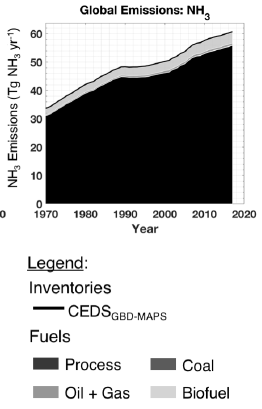 Global Emissions: NH3
NH3 Emissions (Tg NH3 yr-1)
60
50
40
30
20
10
0
0
1970 1980 1990 2000 2010 2020
Year
Legend:
Inventories
CEDSGBD-MAPS
Fuels
Process Coal
Oil + Gas Biofuel